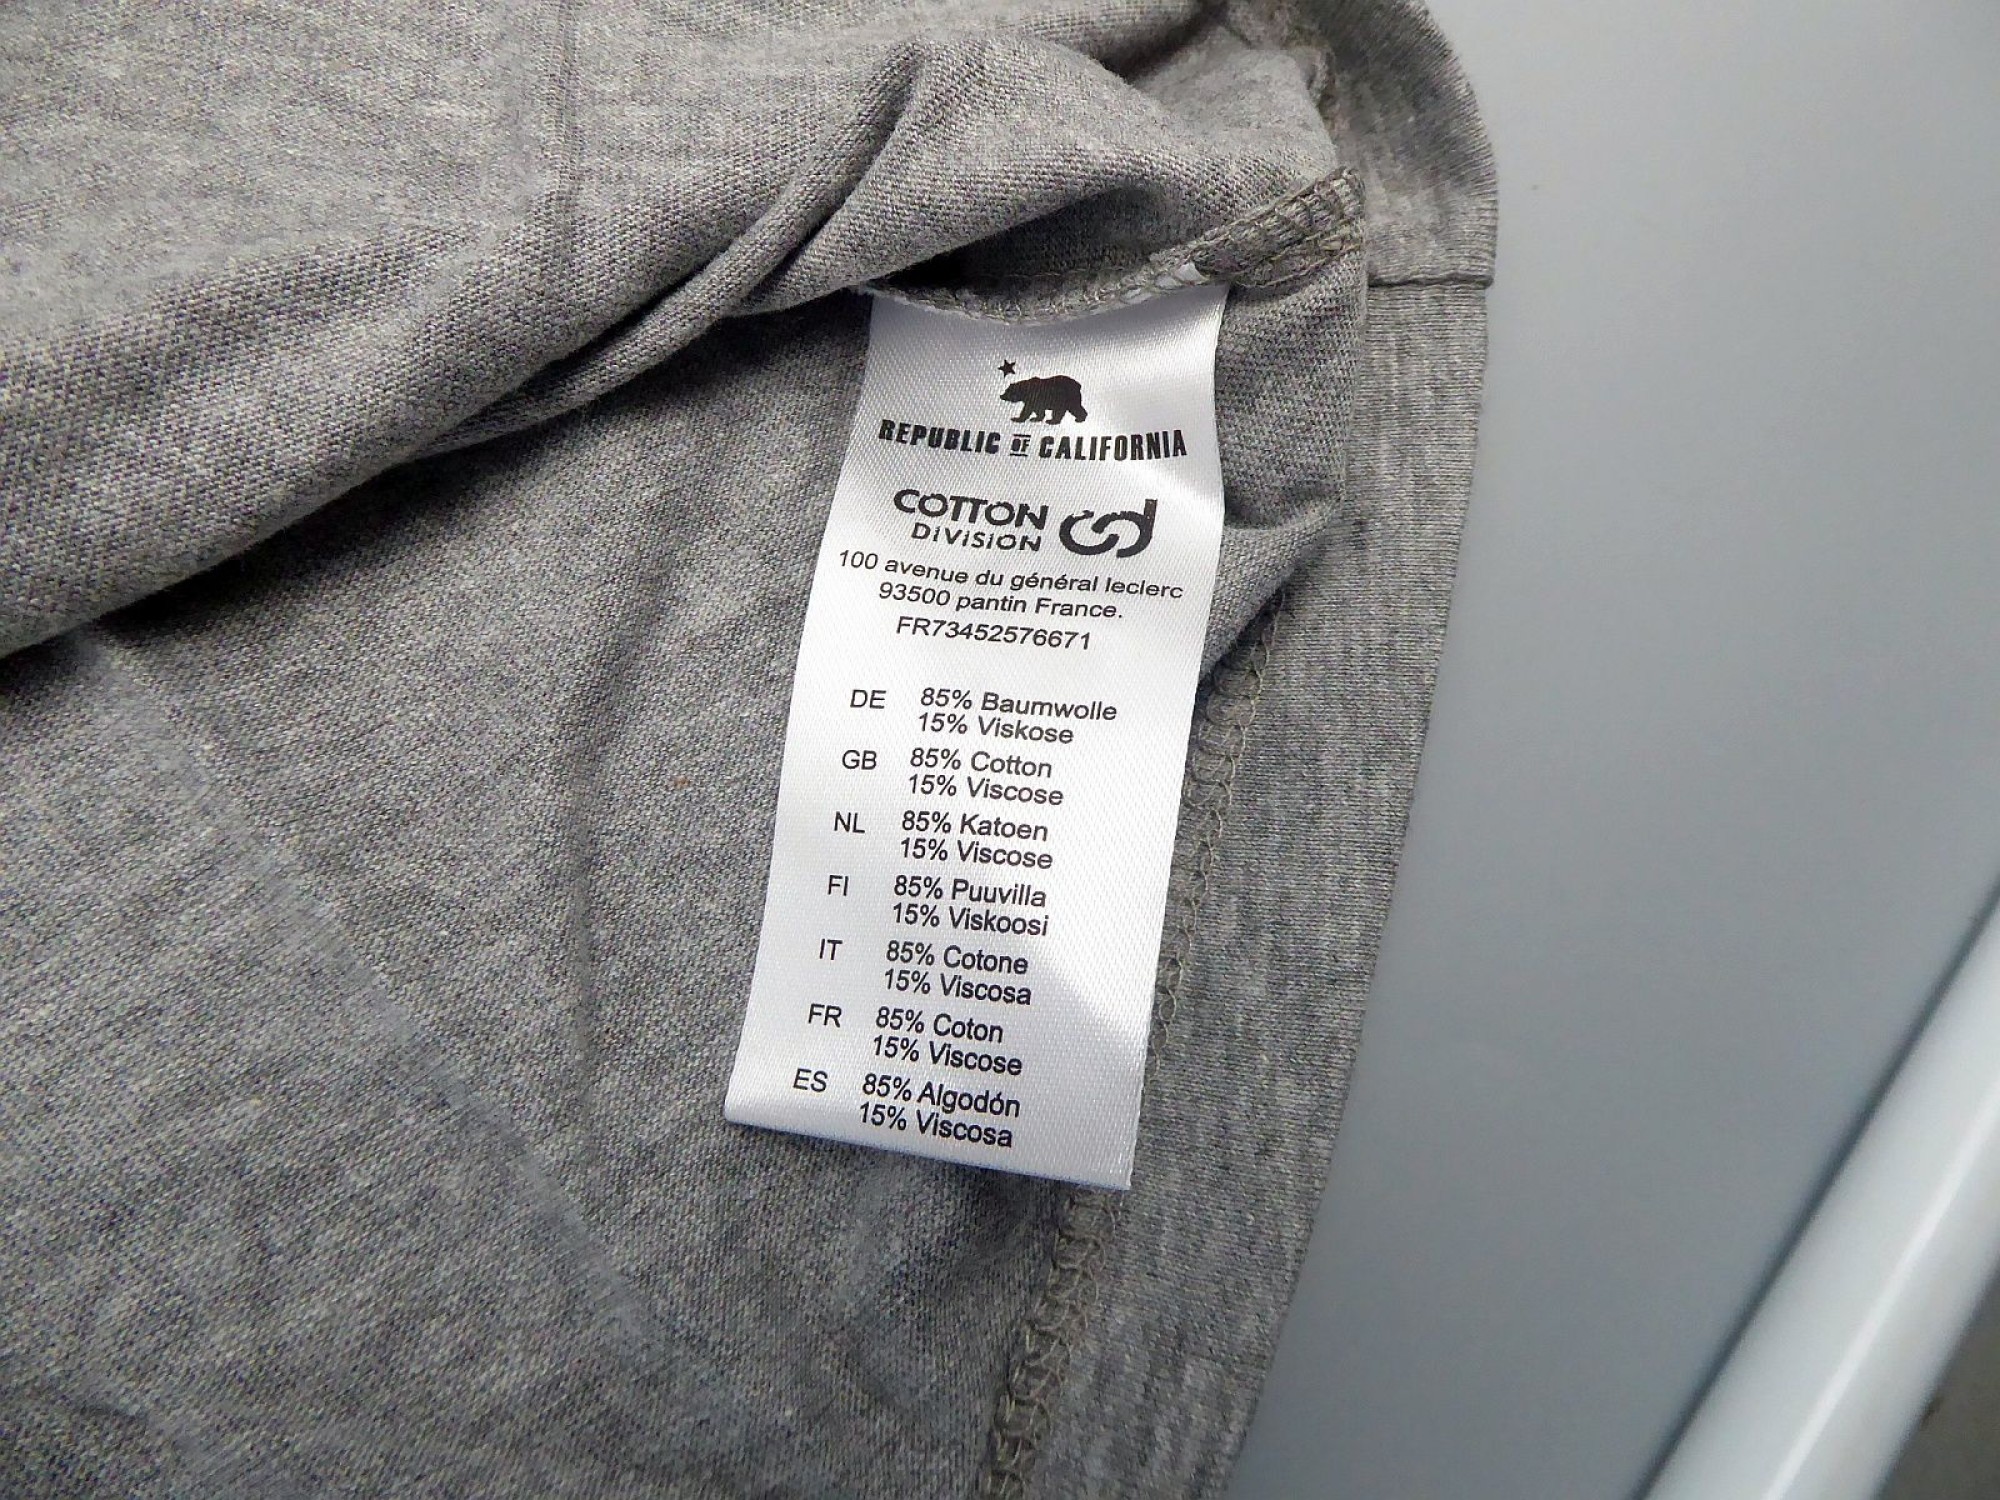 REPUBLIC OF CALIFORNIA
COTTON
DIVISION
100 avenue du général leclerc
93500 pantin France.
FR73452576671
DE 85% Baumwolle
15% Viskose
GB 85% Cotton
15% Viscose
NL 85% Katoen
15% Viscose
FI 85% Puuvilla
15% Viskoosi
IT 85% Cotone
15% Viscosa
FR 85% Coton
15% Viscose
ES 85% Algodón
15% Viscosa